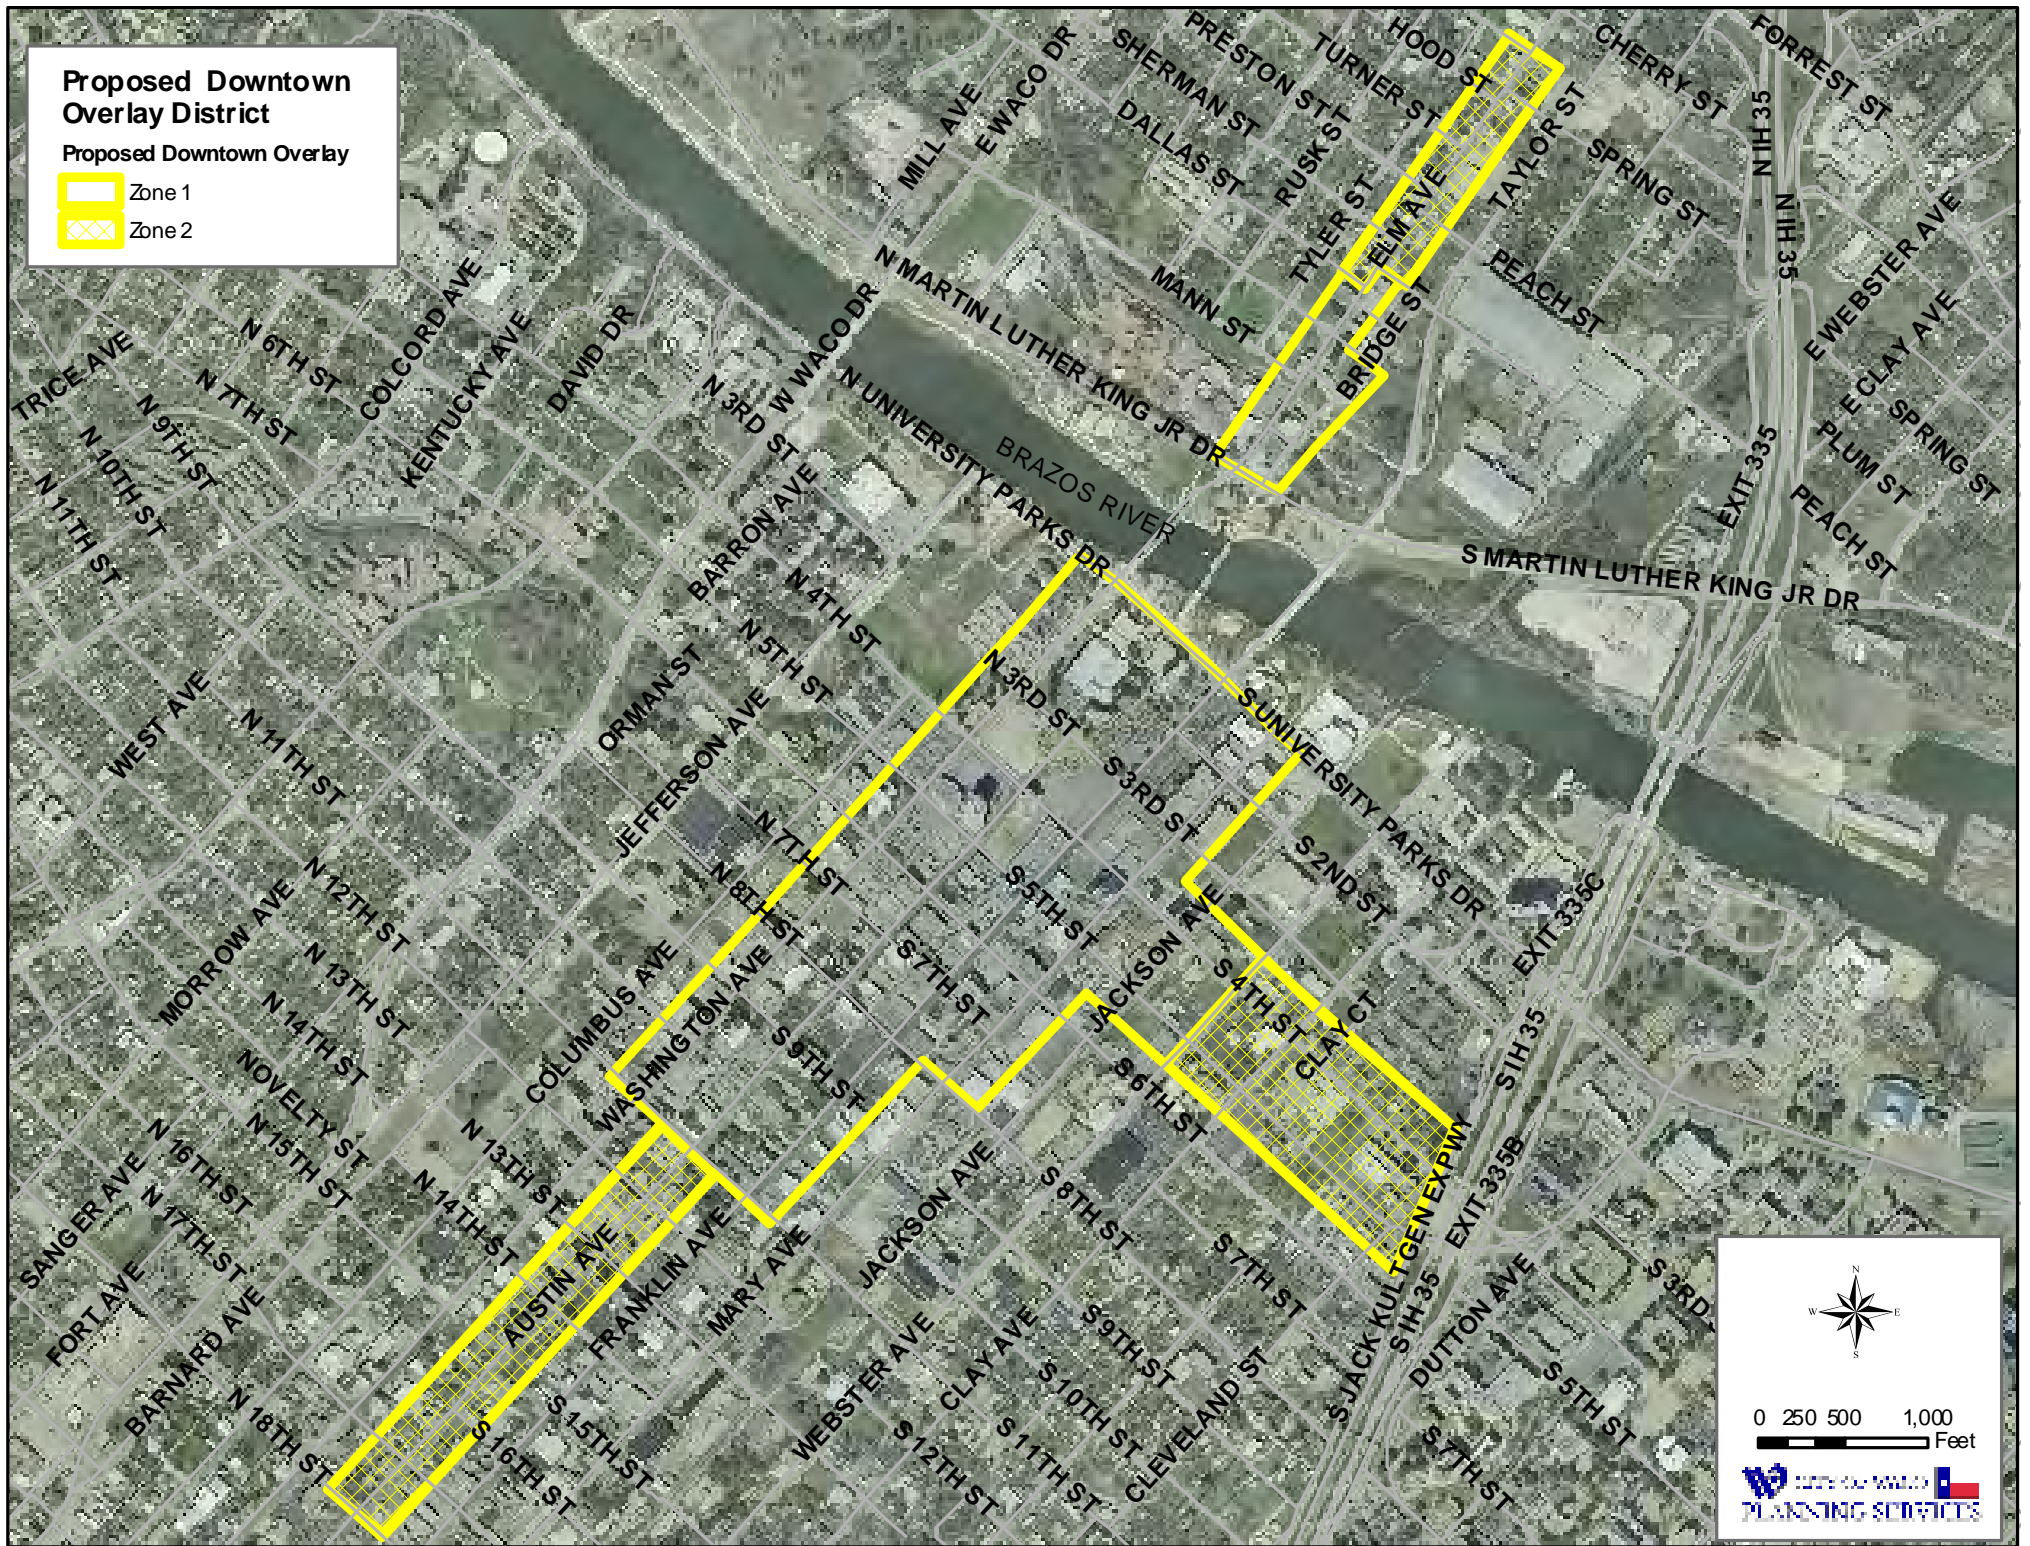 Proposed Downtown
Overlay District
Proposed Downtown Overlay
Zone 1
Zone 2
HOOD ST
CHERRY ST
FORREST ST
PRESTON ST
TURNER ST
SHERMAN ST
E WACO DR
MILL AVE
DALLAS ST
RUSK ST
TAYLOR ST
SPRING ST
N IH 35
N IH 35
TYLER ST
ELM AVE
E WEBSTER AVE
N MARTIN LUTHER KING JR DR
MANN ST
PEACH ST
BRIDGE ST
E CLAY AVE
SPRING ST
PLUM ST
PEACH ST
EXIT 335
TRICE AVE
N 6TH ST
COLCORD AVE
KENTUCKY AVE
DAVID DR
N 7TH ST
N 9TH ST
N 10TH ST
N 11TH ST
W WACO DR
N 3RD ST
N UNIVERSITY PARKS DR
BRAZOS RIVER
S MARTIN LUTHER KING JR DR
BARRON AVE
N 4TH ST
N 5TH ST
N 3RD ST
ORMAN ST
WEST AVE
N 11TH ST
JEFFERSON AVE
S UNIVERSITY PARKS DR
S 3RD ST
N 7TH ST
N 8TH ST
S 2ND ST
S 5TH ST
JACKSON AVE
EXIT 335C
N 12TH ST
MORROW AVE
N 13TH ST
N 14TH ST
COLUMBUS AVE
WASHINGTON AVE
S 7TH ST
S 4TH ST
CLAY CT
S IH 35
NOVELTY ST
S 9TH ST
S 6TH ST
N 15TH ST
N 16TH ST
N 13TH ST
N 14TH ST
SANGER AVE
N 17TH ST
FORT AVE
BARNARD AVE
N 18TH ST
AUSTIN AVE
FRANKLIN AVE
MARY AVE
JACKSON AVE
S 8TH ST
S 7TH ST
S JACK KULTGEN EXPWY
EXIT 335B
S IH 35
DUTTON AVE
S 3RD
WEBSTER AVE
CLAY AVE
S 9TH ST
S 10TH ST
CLEVELAND ST
S 5TH ST
S 7TH ST
S 15TH ST
S 16TH ST
S 12TH ST
S 11TH ST
N
W
E
S
0 250 500 1,000
Feet
PLANNING SERVICES